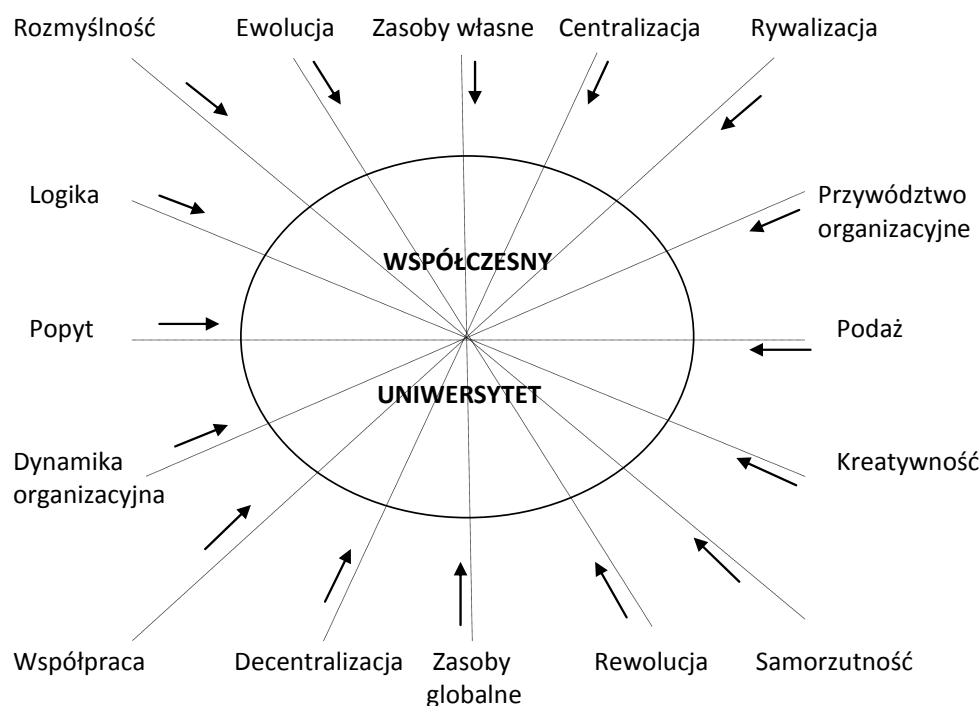 Rozmyślność
Ewolucja
Zasoby własne
Centralizacja
Rywalizacja
Logika
Przywództwo
organizacyjne
WSPÓŁCZESNY
Popyt
Podaż
UNIWERSYTET
Dynamika
organizacyjna
Kreatywność
Współpraca
Decentralizacja
Zasoby
globalne
Rewolucja
Samorzutność